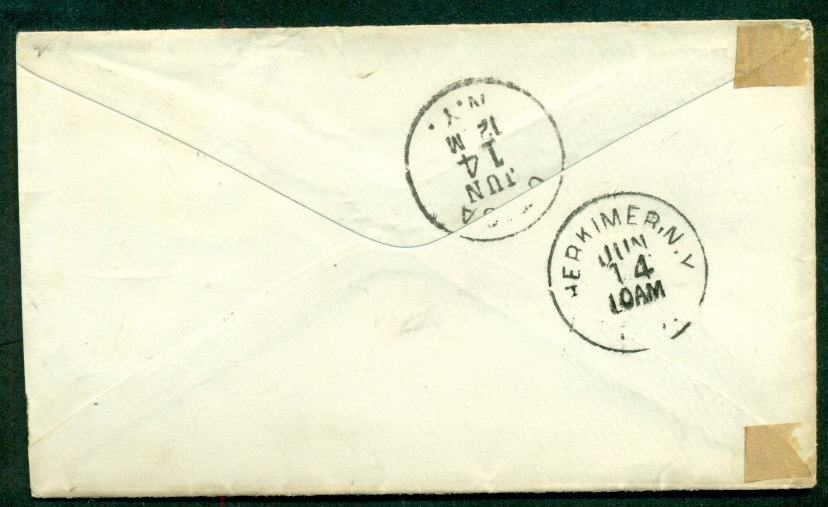 N.Y.
12 M
14
JUN
HERKIMER, N.Y.
JUN
14
10AM